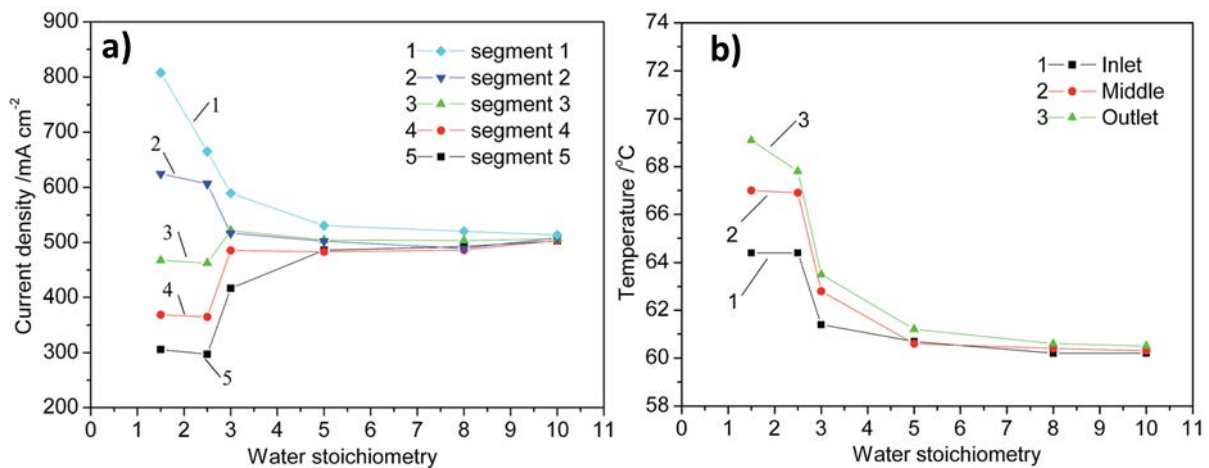 a)
900
800
700
600
500
400
300
200
0 1 2 3 4 5 6 7 8 9 10 11
Current density /mA cm⁻²
Water stoichiometry
1 segment 1
2 segment 2
3 segment 3
4 segment 4
5 segment 5
1
2
3
4
5
b)
74
72
70
68
66
64
62
60
58
0 1 2 3 4 5 6 7 8 9 10 11
Temperature /°C
Water stoichiometry
1 Inlet
2 Middle
3 Outlet
3
2
1